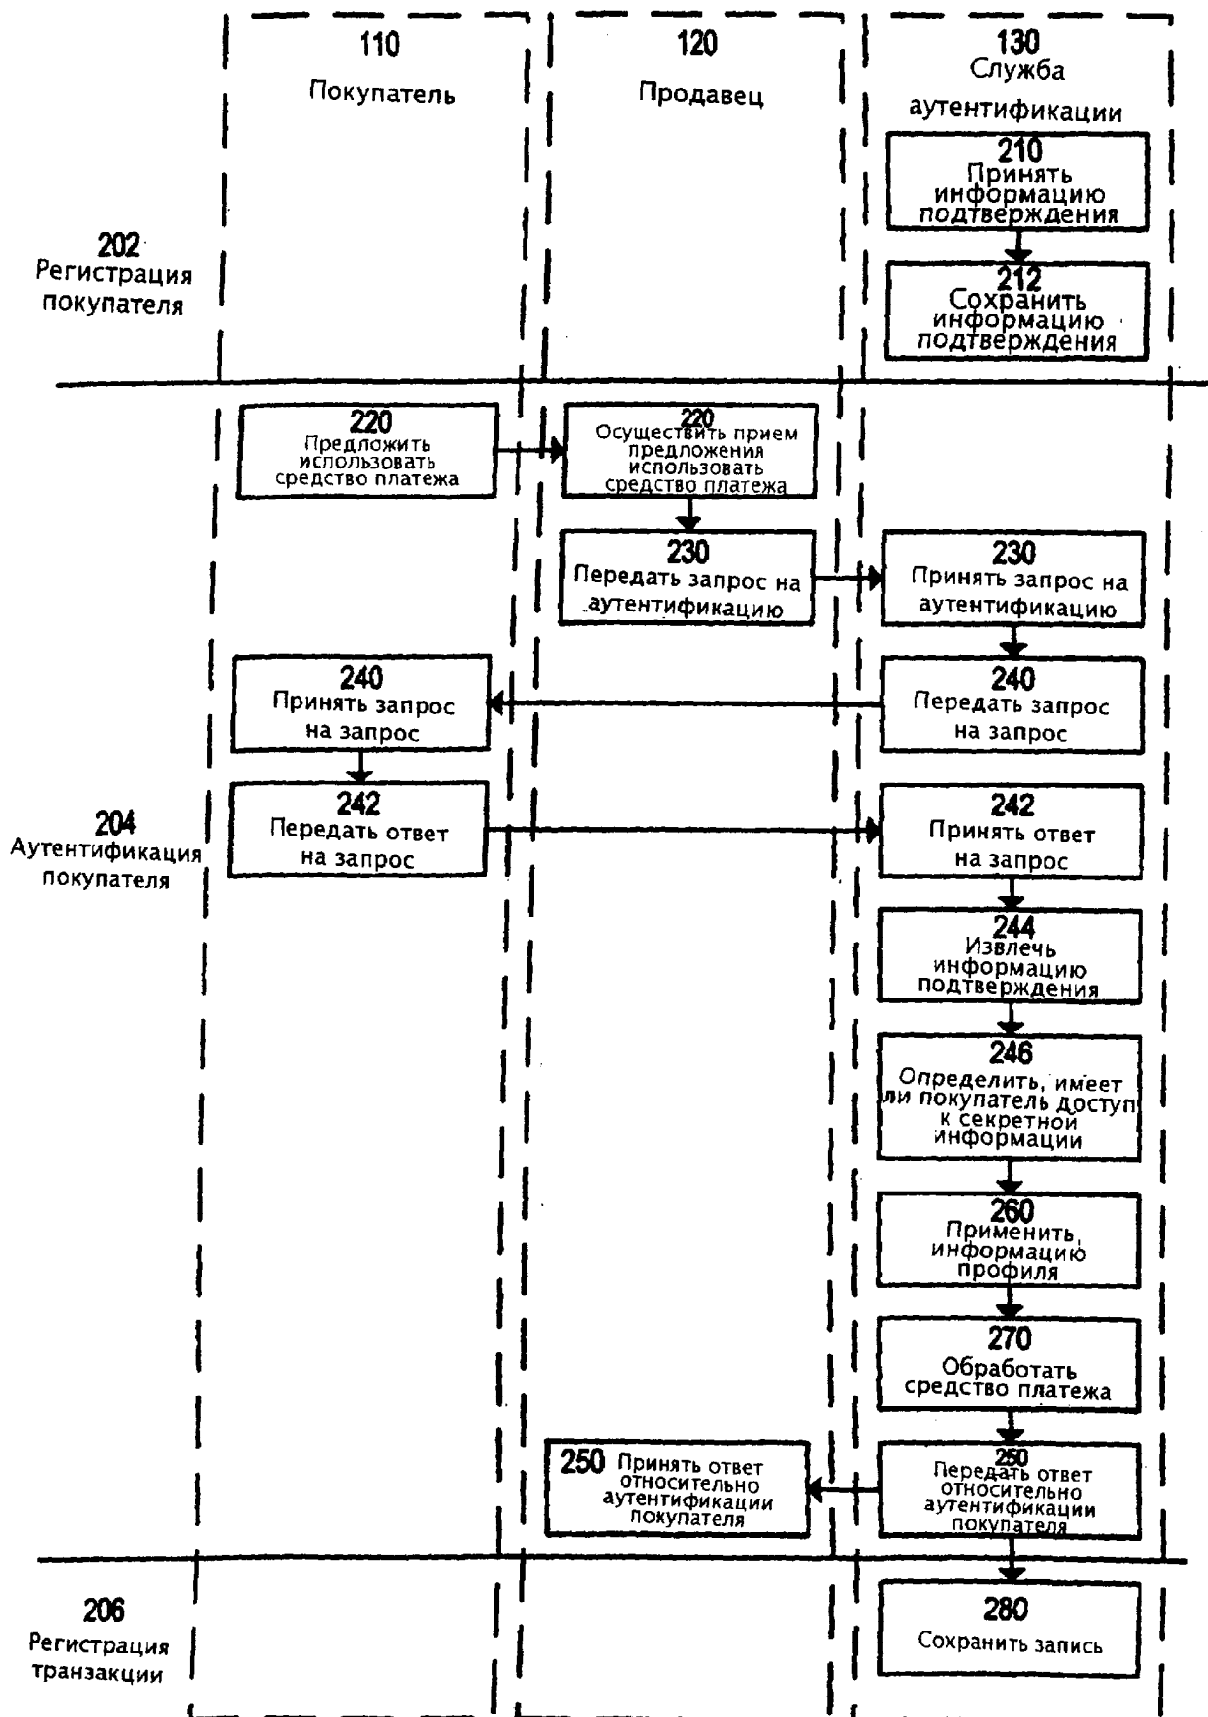 110
Покупатель
120
Продавец
130
Служба
аутентификации
210
Принять
информацию
подтверждения
202
Регистрация
покупателя
212
Сохранить
информацию
подтверждения
220
Предложить
использовать
средство платежа
220
Осуществить прием
предложения
использовать
средство платежа
230
Передать запрос на
аутентификацию
230
Принять запрос на
аутентификацию
240
Принять запрос
на запрос
240
Передать запрос
на запрос
204
Аутентификация
покупателя
242
Передать ответ
на запрос
242
Принять ответ
на запрос
244
Извлечь
информацию
подтверждения
246
Определить, имеет
ли покупатель доступ
к секретной
информации
260
Применить,
информацию
профиля
270
Обработать
средство платежа
250 Принять ответ
относительно
аутентификации
покупателя
250
Передать ответ
относительно
аутентификации
покупателя
206
Регистрация
транзакции
280
Сохранить запись